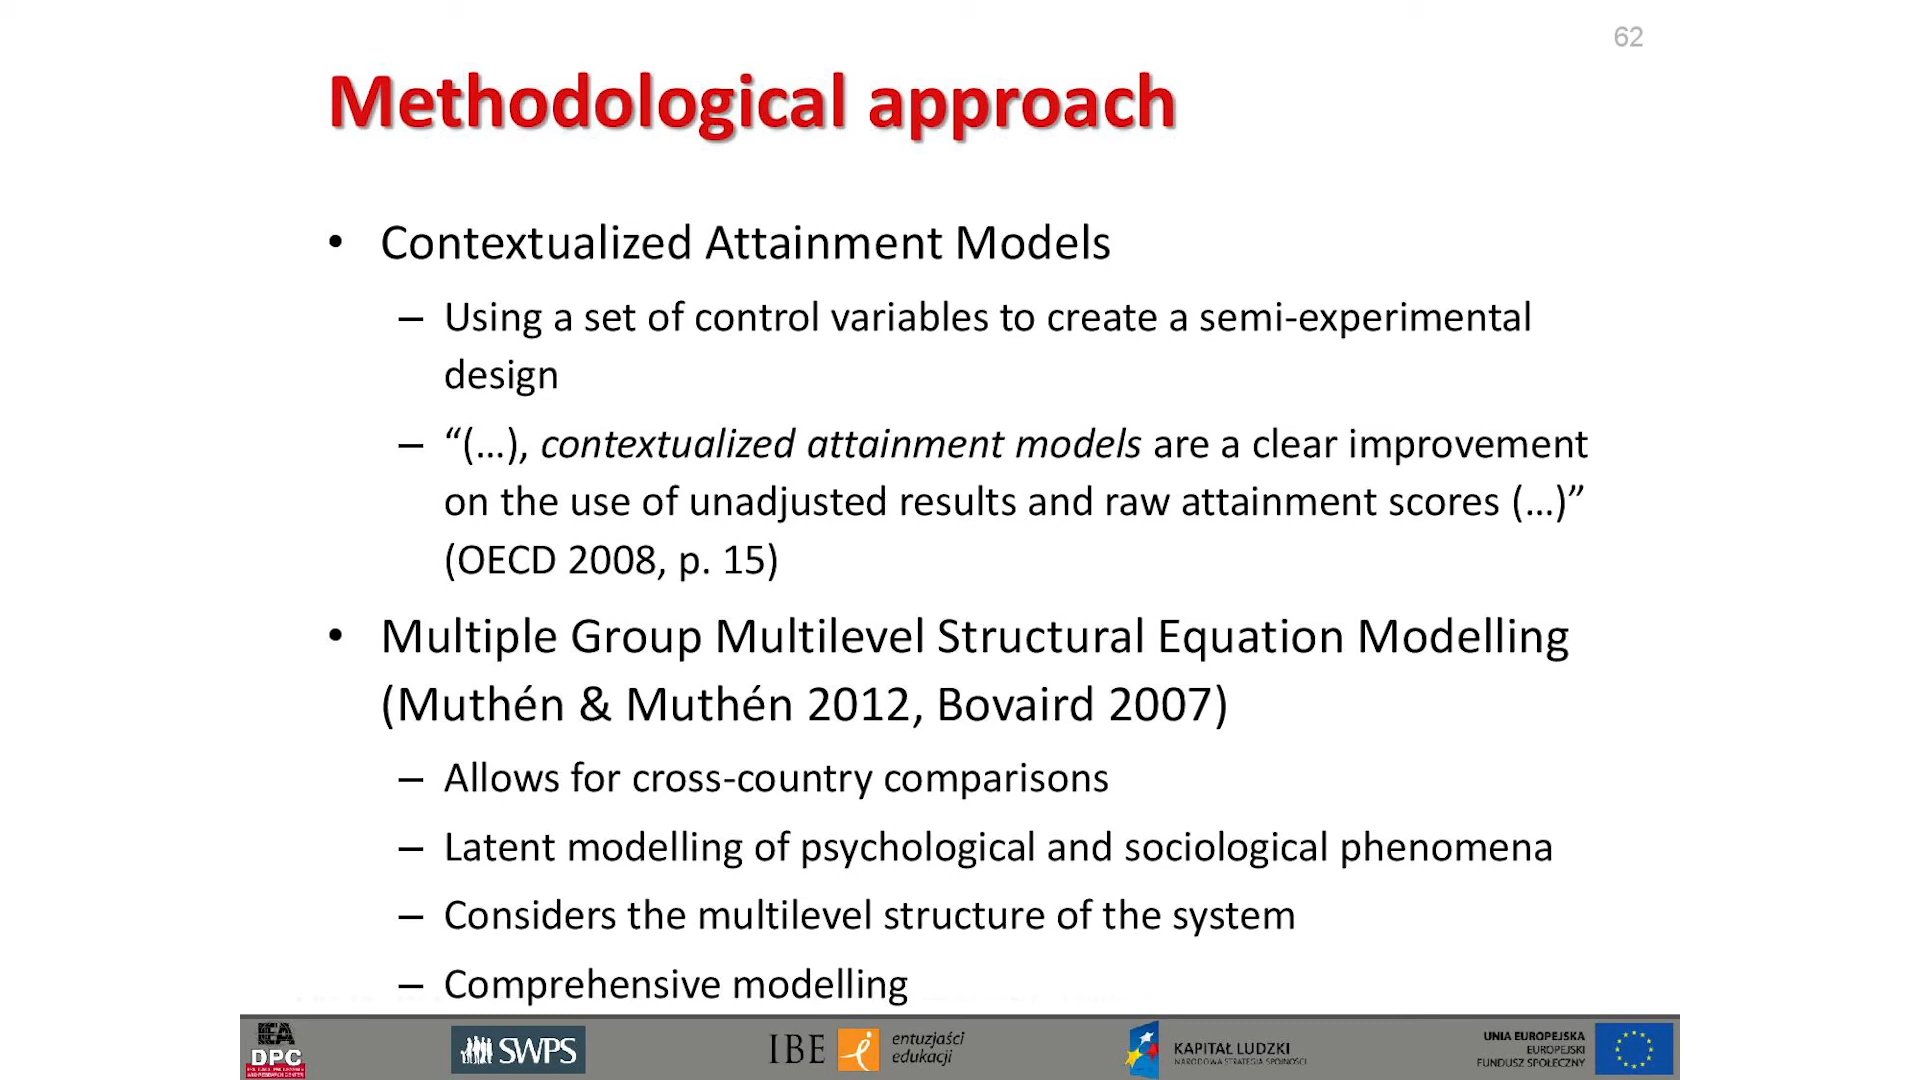 62
Methodological approach
• Contextualized Attainment Models
– Using a set of control variables to create a semi-experimental
design
– “(…), contextualized attainment models are a clear improvement
on the use of unadjusted results and raw attainment scores (…)”
(OECD 2008, p. 15)
• Multiple Group Multilevel Structural Equation Modelling
(Muthén & Muthén 2012, Bovaird 2007)
– Allows for cross-country comparisons
– Latent modelling of psychological and sociological phenomena
– Considers the multilevel structure of the system
– Comprehensive modelling
IEA
DPC
SWPS
IBE
entuzjaści
edukacji
KAPITAŁ LUDZKI
NARODOWA STRATEGIA SPÓJNOŚCI
UNIA EUROPEJSKA
EUROPEJSKI
FUNDUSZ SPOŁECZNY